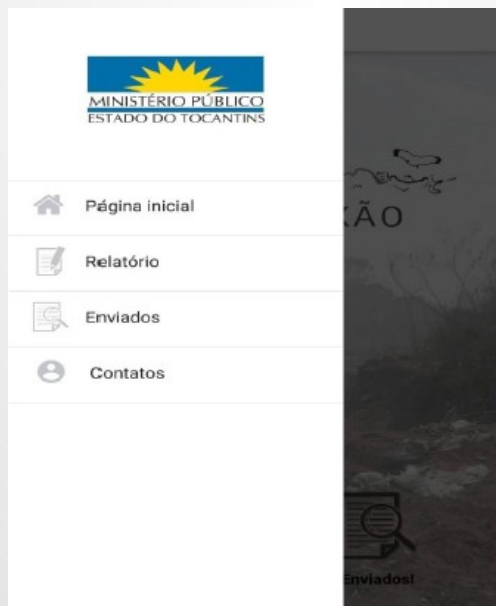 MINISTÉRIO PÚBLICO
ESTADO DO TOCANTINS
Página inicial
Relatório
Enviados
Contatos
ÃO
Enviados!